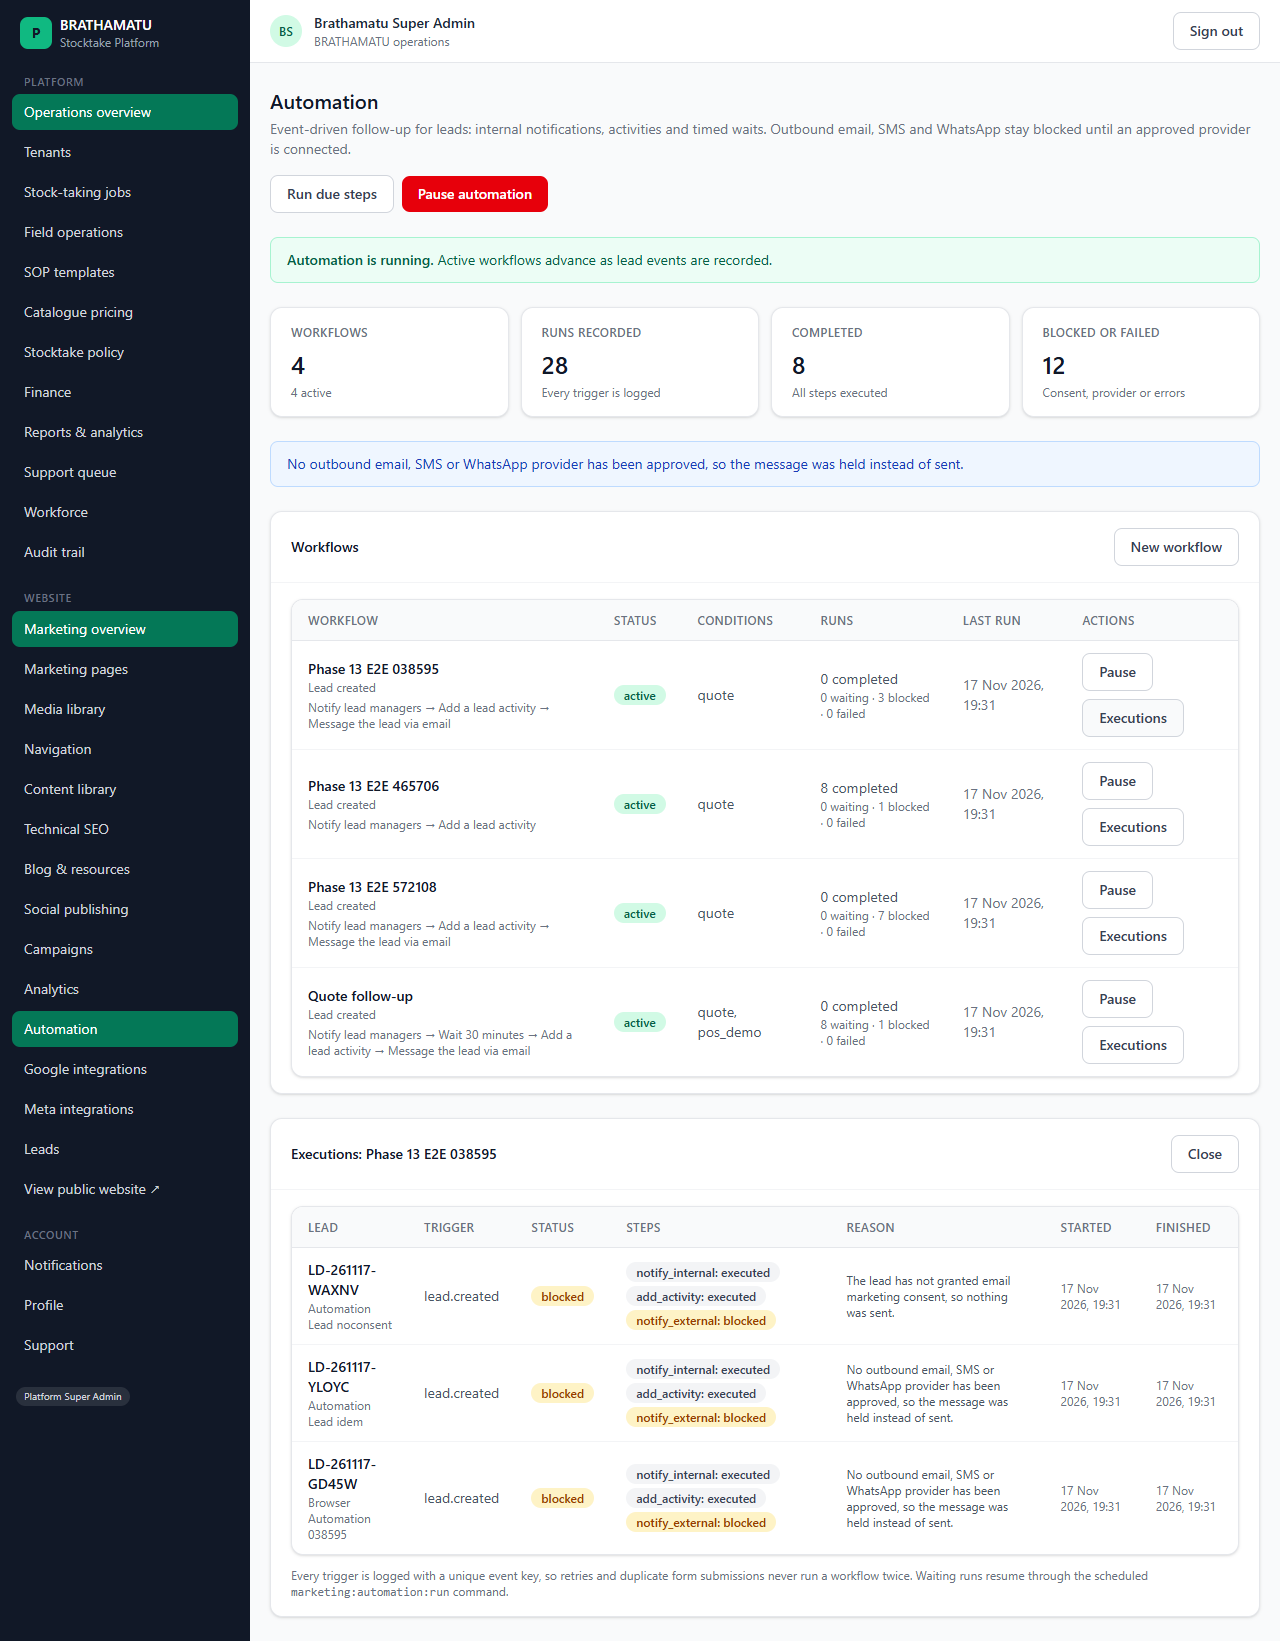 P
BRATHAMATU
Stocktake Platform
PLATFORM
Operations overview
Tenants
Stock-taking jobs
Field operations
SOP templates
Catalogue pricing
Stocktake policy
Finance
Reports & analytics
Support queue
Workforce
Audit trail
WEBSITE
Marketing overview
Marketing pages
Media library
Navigation
Content library
Technical SEO
Blog & resources
Social publishing
Campaigns
Analytics
Automation
Google integrations
Meta integrations
Leads
View public website ↗
ACCOUNT
Notifications
Profile
Support
Platform Super Admin
BS
Brathamatu Super Admin
BRATHAMATU operations
Sign out
Automation
Event-driven follow-up for leads: internal notifications, activities and timed waits. Outbound email, SMS and WhatsApp stay blocked until an approved provider
is connected.
Run due steps
Pause automation
Automation is running. Active workflows advance as lead events are recorded.
WORKFLOWS
4
4 active
RUNS RECORDED
28
Every trigger is logged
COMPLETED
8
All steps executed
BLOCKED OR FAILED
12
Consent, provider or errors
No outbound email, SMS or WhatsApp provider has been approved, so the message was held instead of sent.
Workflows
New workflow
WORKFLOW STATUS CONDITIONS RUNS LAST RUN ACTIONS
Phase 13 E2E 038595
Lead created
Notify lead managers → Add a lead activity →
Message the lead via email
active
quote
0 completed
0 waiting · 3 blocked
· 0 failed
17 Nov 2026,
19:31
Pause
Executions
Phase 13 E2E 465706
Lead created
Notify lead managers → Add a lead activity
active
quote
8 completed
0 waiting · 1 blocked
· 0 failed
17 Nov 2026,
19:31
Pause
Executions
Phase 13 E2E 572108
Lead created
Notify lead managers → Add a lead activity →
Message the lead via email
active
quote
0 completed
0 waiting · 7 blocked
· 0 failed
17 Nov 2026,
19:31
Pause
Executions
Quote follow-up
Lead created
Notify lead managers → Wait 30 minutes → Add a
lead activity → Message the lead via email
active
quote,
pos_demo
0 completed
8 waiting · 1 blocked
· 0 failed
17 Nov 2026,
19:31
Pause
Executions
Executions: Phase 13 E2E 038595
Close
LEAD TRIGGER STATUS STEPS REASON STARTED FINISHED
LD-261117-
WAXNV
Automation
Lead noconsent
lead.created
blocked
notify_internal: executed
add_activity: executed
notify_external: blocked
The lead has not granted email
marketing consent, so nothing
was sent.
17 Nov
2026, 19:31
17 Nov
2026, 19:31
LD-261117-
YLOYC
Automation
Lead idem
lead.created
blocked
notify_internal: executed
add_activity: executed
notify_external: blocked
No outbound email, SMS or
WhatsApp provider has been
approved, so the message was
held instead of sent.
17 Nov
2026, 19:31
17 Nov
2026, 19:31
LD-261117-
GD45W
Browser
Automation
038595
lead.created
blocked
notify_internal: executed
add_activity: executed
notify_external: blocked
No outbound email, SMS or
WhatsApp provider has been
approved, so the message was
held instead of sent.
17 Nov
2026, 19:31
17 Nov
2026, 19:31
Every trigger is logged with a unique event key, so retries and duplicate form submissions never run a workflow twice. Waiting runs resume through the scheduled
marketing:automation:run command.